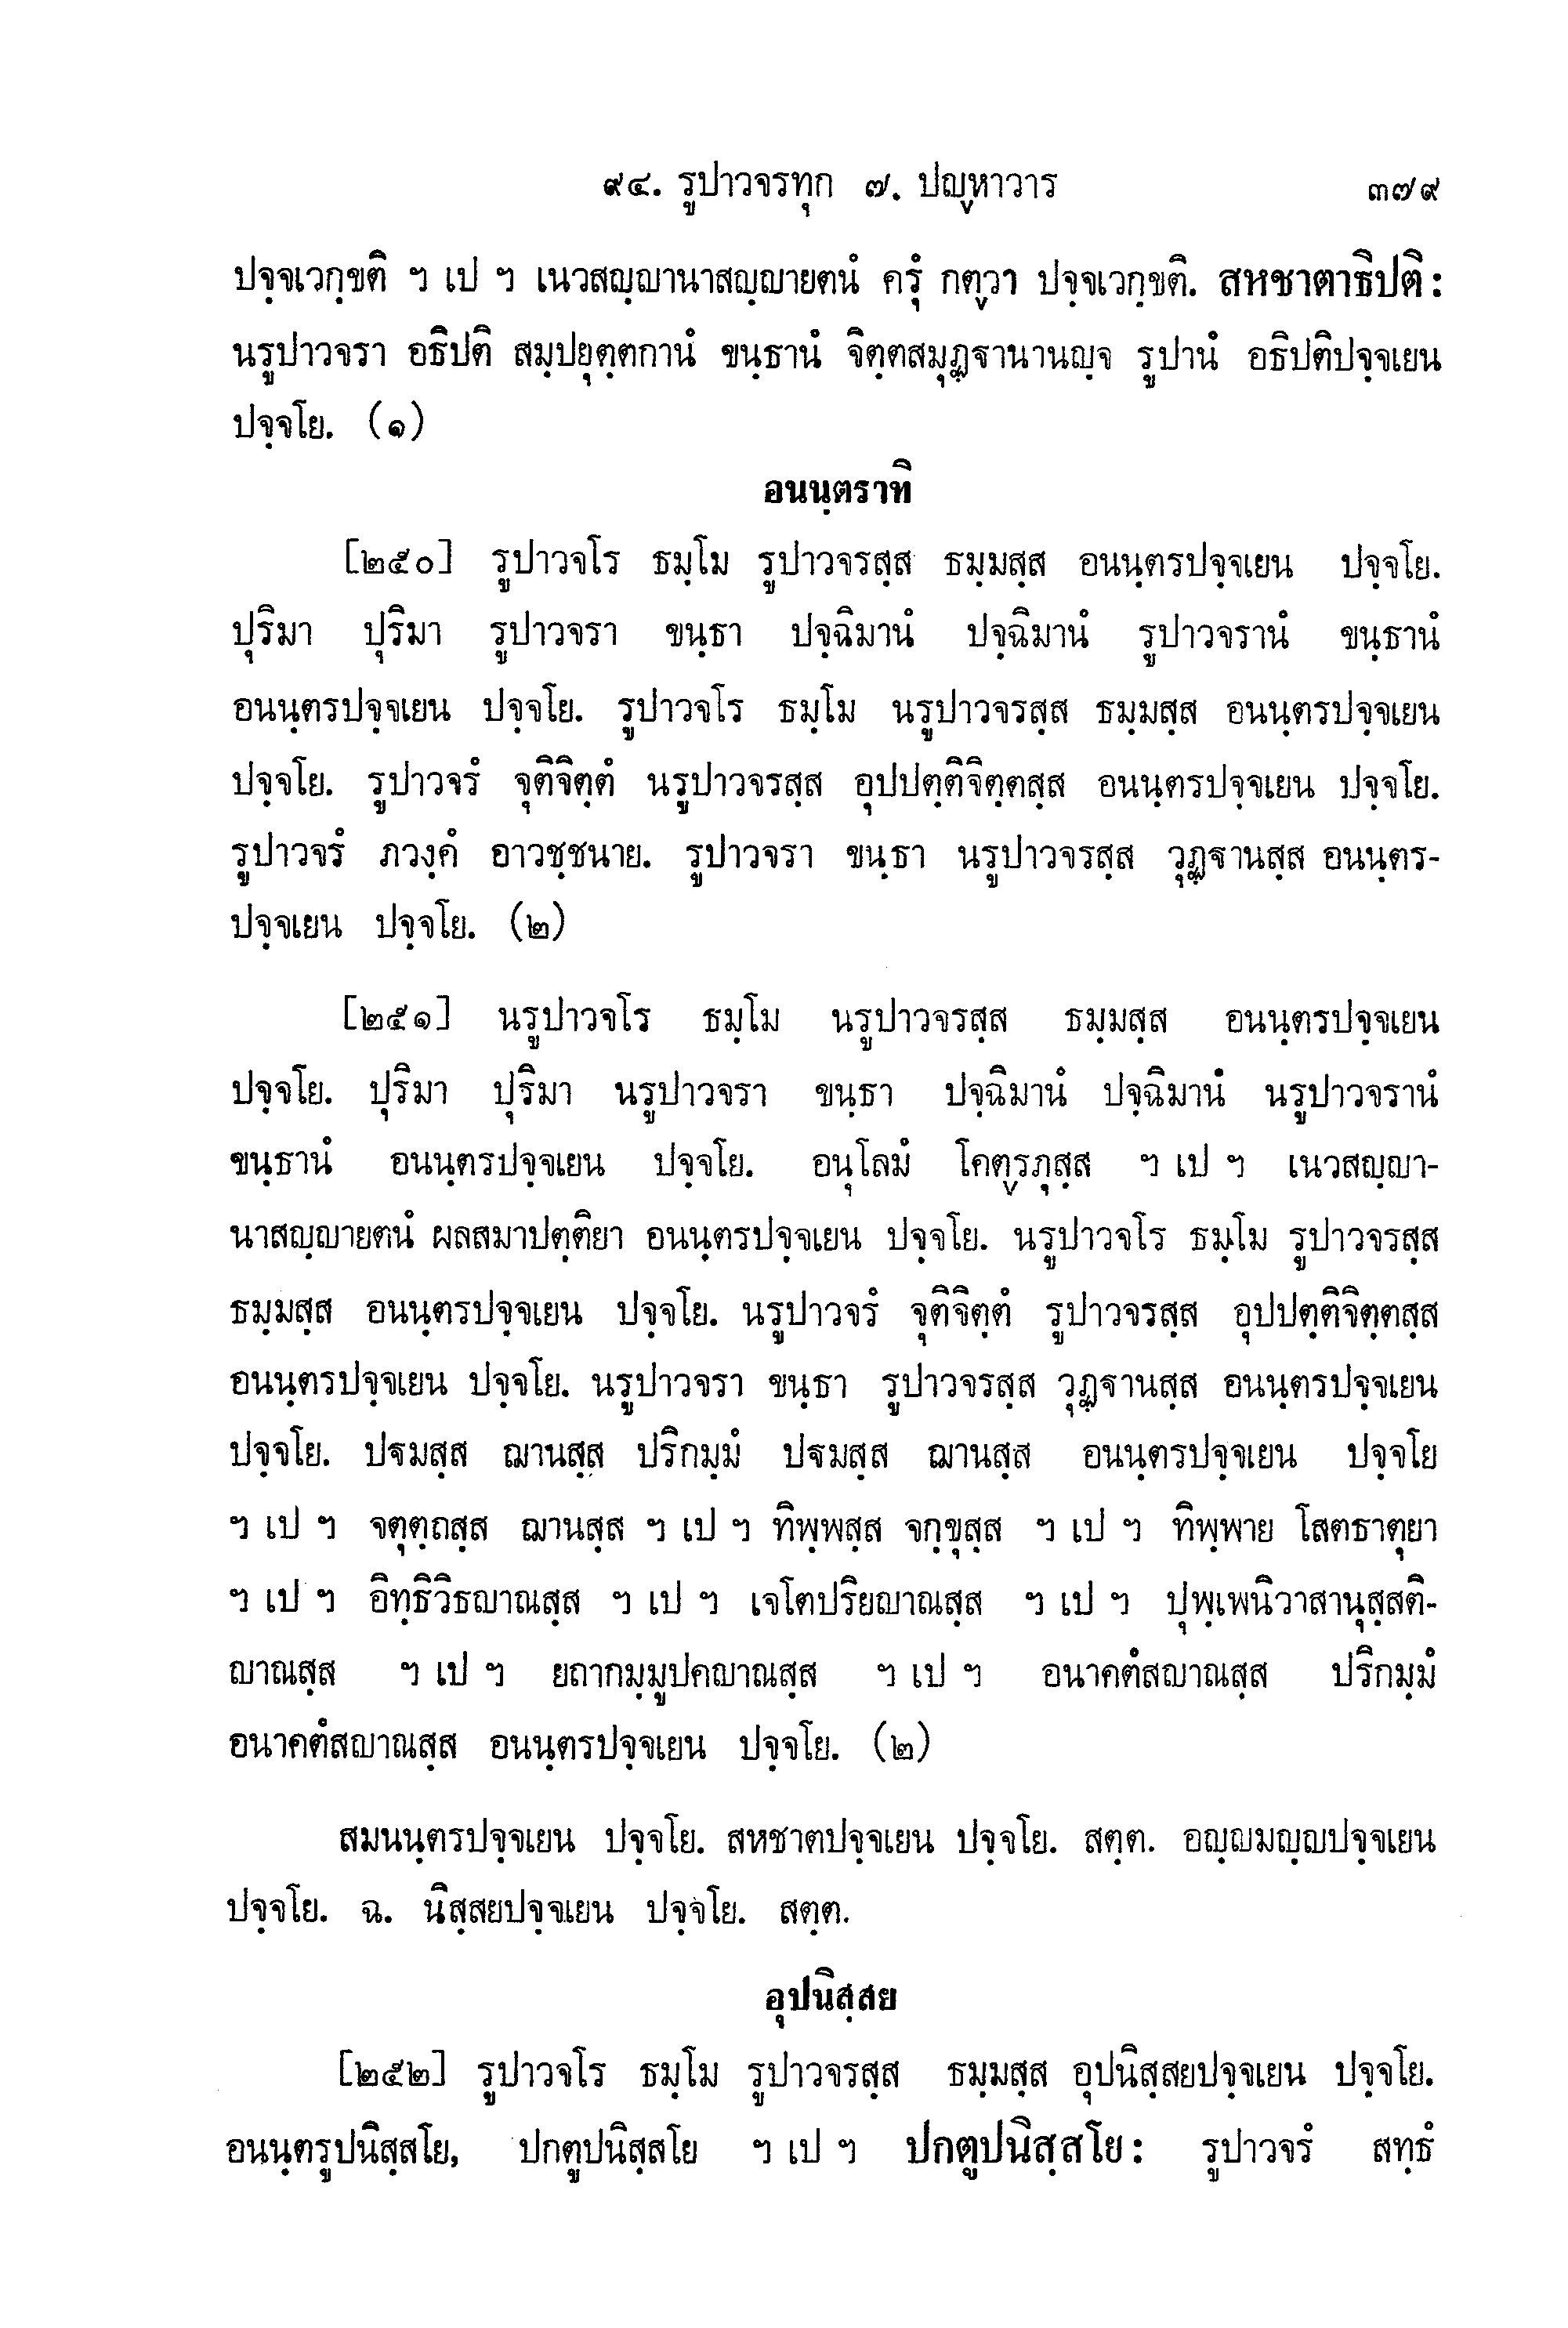 ๙๔. รูปาวจรทุก ๗. ปญฺหาวาร ๓๗๙
ปจฺจเวกฺขติ ฯ เป ฯ เนวสญฺญานาสญฺญายตนํ ครุํ กตฺวา ปจฺจเวกฺขติ. สหชาตาธิปติ:
นรูปาวจรา อธิปติ สมฺปยุตฺตกานํ ขนฺธานํ จิตฺตสมุฏฺฐานานญฺจ รูปานํ อธิปติปจฺจเยน
ปจฺจโย. (๑)
อนนฺตราทิ
[๒๕๐] รูปาวจโร ธมฺโม รูปาวจรสฺส ธมฺมสฺส อนนฺตรปจฺจเยน ปจฺจโย.
ปุริมา ปุริมา รูปาวจรา ขนฺธา ปจฺฉิมานํ ปจฺฉิมานํ รูปาวจรานํ ขนฺธานํ
อนนฺตรปจฺจเยน ปจฺจโย. รูปาวจโร ธมฺโม นรูปาวจรสฺส ธมฺมสฺส อนนฺตรปจฺจเยน
ปจฺจโย. รูปาวจรํ จุติจิตฺตํ นรูปาวจรสฺส อุปปตฺติจิตฺตสฺส อนนฺตรปจฺจเยน ปจฺจโย.
รูปาวจรํ ภวงฺคํ อาวชฺชนาย. รูปาวจรา ขนฺธา นรูปาวจรสฺส วุฏฺฐานสฺส อนนฺตร-
ปจฺจเยน ปจฺจโย. (๒)
[๒๕๑] นรูปาวจโร ธมฺโม นรูปาวจรสฺส ธมฺมสฺส อนนฺตรปจฺจเยน
ปจฺจโย. ปุริมา ปุริมา นรูปาวจรา ขนฺธา ปจฺฉิมานํ ปจฺฉิมานํ นรูปาวจรานํ
ขนฺธานํ อนนฺตรปจฺจเยน ปจฺจโย. อนุโลมํ โคตฺรภุสฺส ฯ เป ฯ เนวสญฺญา-
นาสญฺญายตนํ ผลสมาปตฺติยา อนนฺตรปจฺจเยน ปจฺจโย. นรูปาวจโร ธมฺโม รูปาวจรสฺส
ธมฺมสฺส อนนฺตรปจฺจเยน ปจฺจโย. นรูปาวจรํ จุติจิตฺตํ รูปาวจรสฺส อุปปตฺติจิตฺตสฺส
อนนฺตรปจฺจเยน ปจฺจโย. นรูปาวจรา ขนฺธา รูปาวจรสฺส วุฏฺฐานสฺส อนนฺตรปจฺจเยน
ปจฺจโย. ปฐมสฺส ฌานสฺส ปริกมฺมํ ปฐมสฺส ฌานสฺส อนนฺตรปจฺจเยน ปจฺจโย
ฯ เป ฯ จตุตฺถสฺส ฌานสฺส ฯ เป ฯ ทิพฺพสฺส จกฺขุสฺส ฯ เป ฯ ทิพฺพาย โสตธาตุยา
ฯ เป ฯ อิทฺธิวิธญาณสฺส ฯ เป ฯ เจโตปริยญาณสฺส ฯ เป ฯ ปุพฺเพนิวาสานุสฺสติ-
ญาณสฺส ฯ เป ฯ ยถากมฺมูปคญาณสฺส ฯ เป ฯ อนาคตํสญาณสฺส ปริกมฺมํ
อนาคตํสญาณสฺส อนนฺตรปจฺจเยน ปจฺจโย. (๒)
สมนนฺตรปจฺจเยน ปจฺจโย. สหชาตปจฺจเยน ปจฺจโย. สตฺต. อญฺญมญฺญปจฺจเยน
ปจฺจโย. ฉ. นิสฺสยปจฺจเยน ปจฺจโย. สตฺต.
อุปนิสฺสย
[๒๕๒] รูปาวจโร ธมฺโม รูปาวจรสฺส ธมฺมสฺส อุปนิสฺสยปจฺจเยน ปจฺจโย.
อนนฺตรูปนิสฺสโย, ปกตูปนิสฺสโย ฯ เป ฯ ปกตูปนิสฺสโย: รูปาวจรํ สทฺธํ